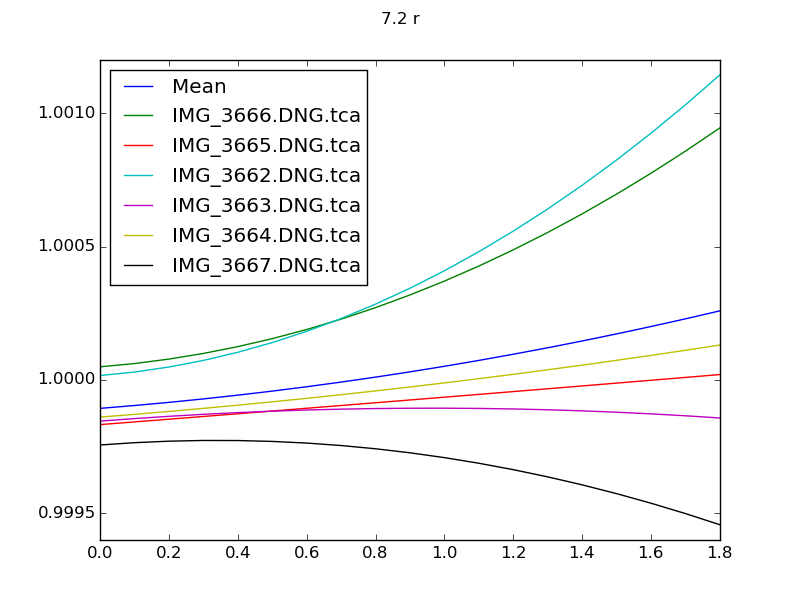 7.2 r
Mean
IMG_3666.DNG.tca
IMG_3665.DNG.tca
IMG_3662.DNG.tca
IMG_3663.DNG.tca
IMG_3664.DNG.tca
IMG_3667.DNG.tca
1.0010
1.0005
1.0000
0.9995
0.0 0.2 0.4 0.6 0.8 1.0 1.2 1.4 1.6 1.8